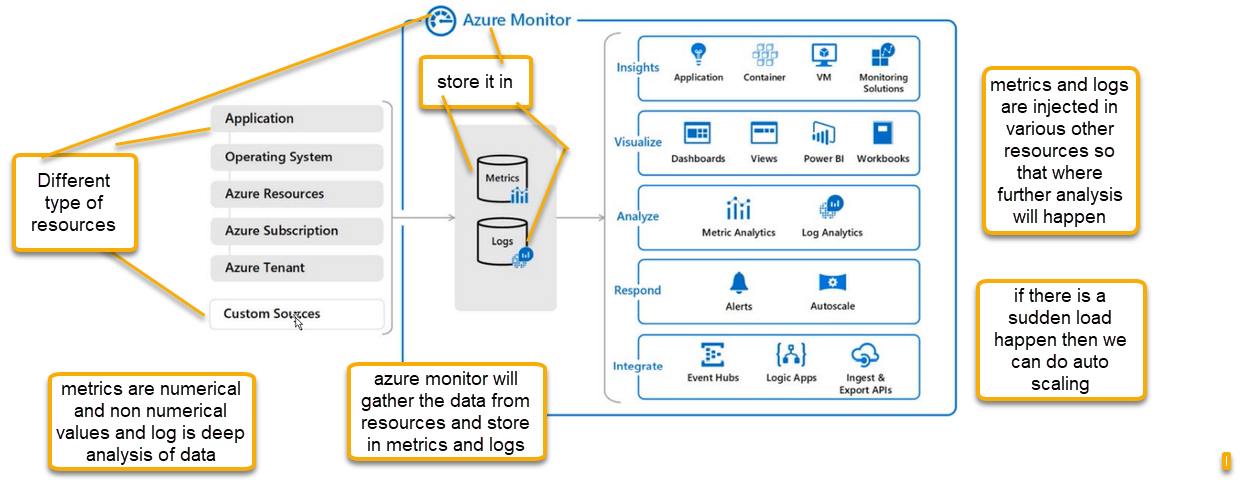 Azure Monitor
store it in
Application
Operating System
Azure Resources
Azure Subscription
Azure Tenant
Custom Sources
Different
type of
resources
Metrics
Logs
Insights
Application
Container
VM
Monitoring
Solutions
Visualize
Dashboards
Views
Power BI
Workbooks
Analyze
Metric Analytics
Log Analytics
Respond
Alerts
Autoscale
Integrate
Event Hubs
Logic Apps
Ingest &
Export APIs
metrics and logs
are injected in
various other
resources so
that where
further analysis
will happen
if there is a
sudden load
happen then we
can do auto
scaling
metrics are numerical
and non numerical
values and log is deep
analysis of data
azure monitor will
gather the data from
resources and store
in metrics and logs